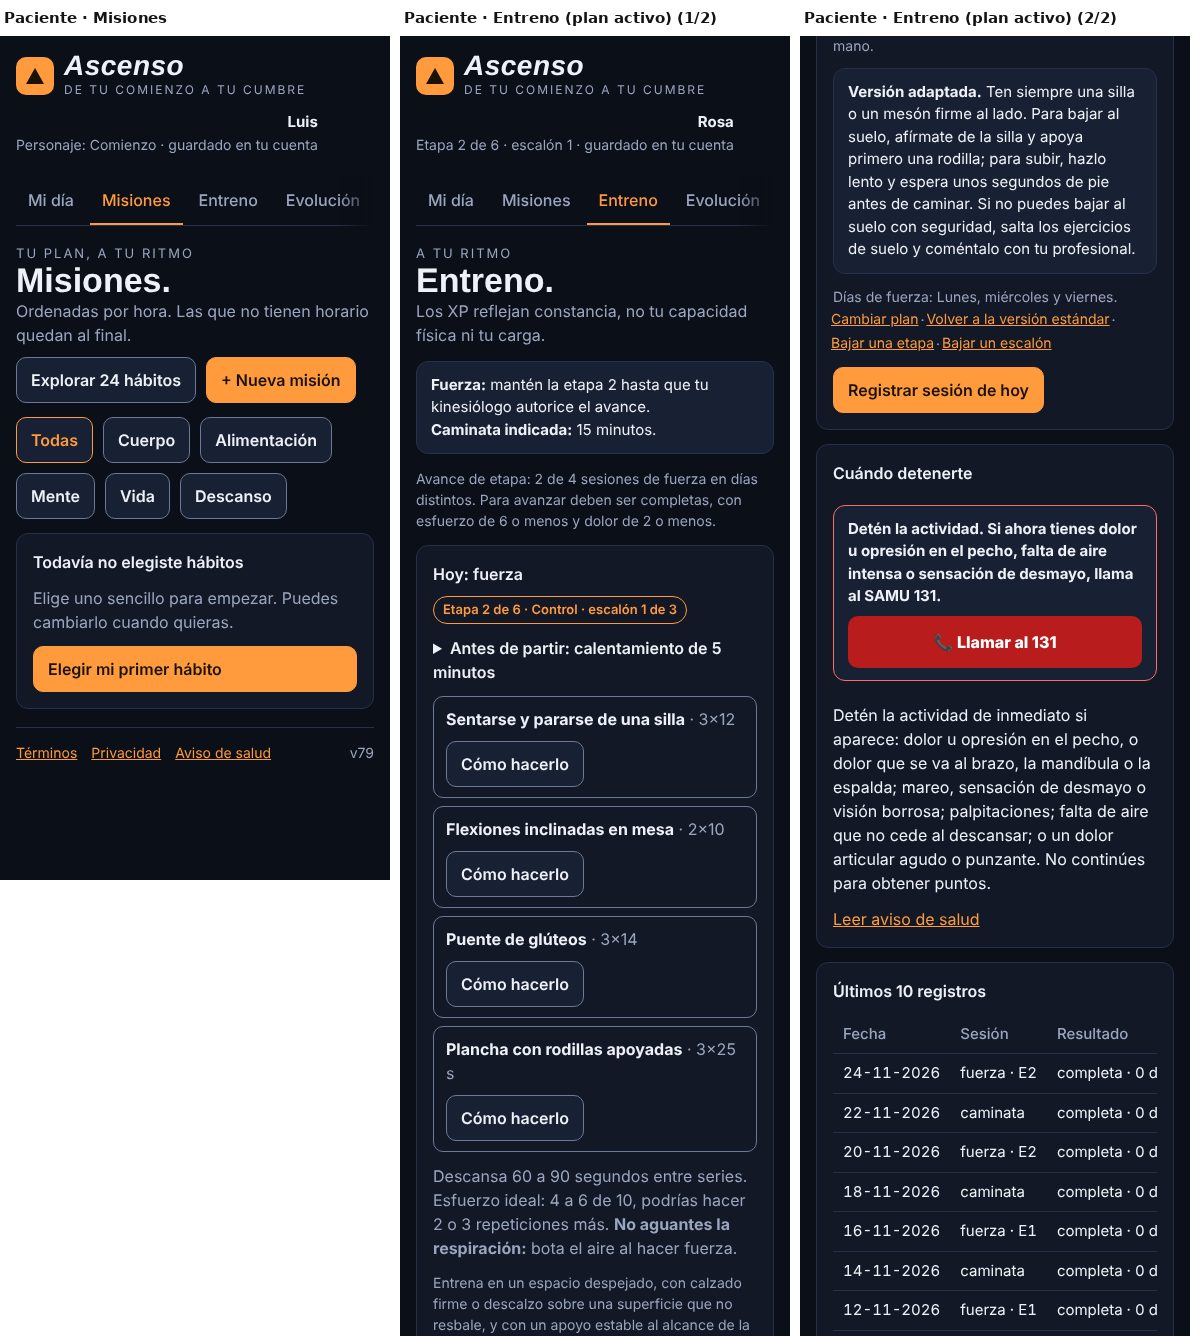 Paciente · Misiones
Ascenso
DE TU COMIENZO A TU CUMBRE
Luis
Personaje: Comienzo · guardado en tu cuenta
Mi día Misiones Entreno Evolución
TU PLAN, A TU RITMO
Misiones.
Ordenadas por hora. Las que no tienen horario
quedan al final.
Explorar 24 hábitos + Nueva misión
Todas Cuerpo Alimentación
Mente Vida Descanso
Todavía no elegiste hábitos
Elige uno sencillo para empezar. Puedes
cambiarlo cuando quieras.
Elegir mi primer hábito
Términos Privacidad Aviso de salud v79
Paciente · Entreno (plan activo) (1/2)
Ascenso
DE TU COMIENZO A TU CUMBRE
Rosa
Etapa 2 de 6 · escalón 1 · guardado en tu cuenta
Mi día Misiones Entreno Evolución
A TU RITMO
Entreno.
Los XP reflejan constancia, no tu capacidad
física ni tu carga.
Fuerza: mantén la etapa 2 hasta que tu
kinesiólogo autorice el avance.
Caminata indicada: 15 minutos.
Avance de etapa: 2 de 4 sesiones de fuerza en días
distintos. Para avanzar deben ser completas, con
esfuerzo de 6 o menos y dolor de 2 o menos.
Hoy: fuerza
Etapa 2 de 6 · Control · escalón 1 de 3
▶ Antes de partir: calentamiento de 5
minutos
Sentarse y pararse de una silla · 3×12
Cómo hacerlo
Flexiones inclinadas en mesa · 2×10
Cómo hacerlo
Puente de glúteos · 3×14
Cómo hacerlo
Plancha con rodillas apoyadas · 3×25
s
Cómo hacerlo
Descansa 60 a 90 segundos entre series.
Esfuerzo ideal: 4 a 6 de 10, podrías hacer
2 o 3 repeticiones más. No aguantes la
respiración: bota el aire al hacer fuerza.
Entrena en un espacio despejado, con calzado
firme o descalzo sobre una superficie que no
resbale, y con un apoyo estable al alcance de la
Paciente · Entreno (plan activo) (2/2)
mano.
Versión adaptada. Ten siempre una silla
o un mesón firme al lado. Para bajar al
suelo, afírmate de la silla y apoya
primero una rodilla; para subir, hazlo
lento y espera unos segundos de pie
antes de caminar. Si no puedes bajar al
suelo con seguridad, salta los ejercicios
de suelo y coméntalo con tu profesional.
Días de fuerza: Lunes, miércoles y viernes.
Cambiar plan · Volver a la versión estándar ·
Bajar una etapa · Bajar un escalón
Registrar sesión de hoy
Cuándo detenerte
Detén la actividad. Si ahora tienes dolor
u opresión en el pecho, falta de aire
intensa o sensación de desmayo, llama
al SAMU 131.
📞 Llamar al 131
Detén la actividad de inmediato si
aparece: dolor u opresión en el pecho, o
dolor que se va al brazo, la mandíbula o la
espalda; mareo, sensación de desmayo o
visión borrosa; palpitaciones; falta de aire
que no cede al descansar; o un dolor
articular agudo o punzante. No continúes
para obtener puntos.
Leer aviso de salud
Últimos 10 registros
Fecha Sesión Resultado
24-11-2026 fuerza · E2 completa · 0 d
22-11-2026 caminata completa · 0 d
20-11-2026 fuerza · E2 completa · 0 d
18-11-2026 caminata completa · 0 d
16-11-2026 fuerza · E1 completa · 0 d
14-11-2026 caminata completa · 0 d
12-11-2026 fuerza · E1 completa · 0 d